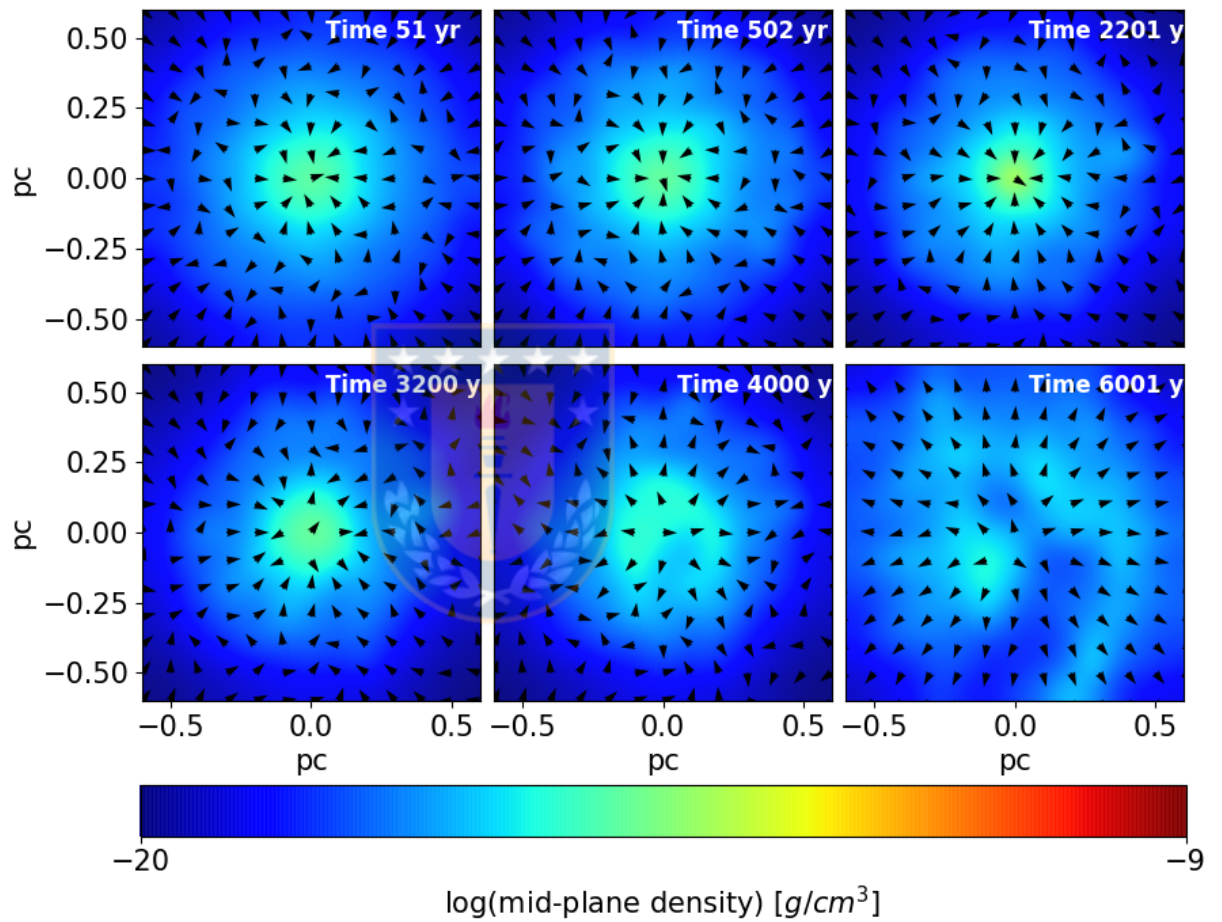 Time 51 yr
Time 502 yr
Time 2201 y
0.50
0.25
0.00
−0.25
−0.50
pc
Time 3200 y
Time 4000 y
Time 6001 y
0.50
0.25
0.00
−0.25
−0.50
pc
−0.5 0.0 0.5
−0.5 0.0 0.5
−0.5 0.0 0.5
pc
pc
pc
−20
−9
log(mid-plane density) [g/cm³]